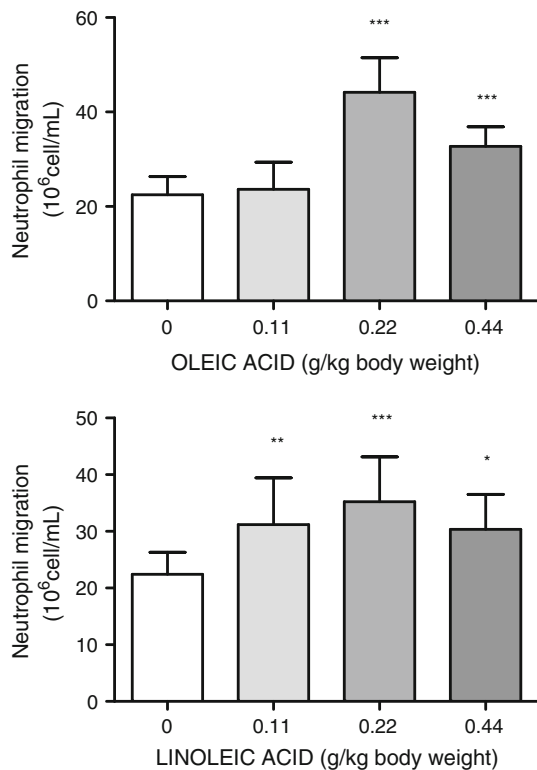 Neutrophil migration
(10⁶cell/mL)
60
40
20
0
***
***
0 0.11 0.22 0.44
OLEIC ACID (g/kg body weight)
Neutrophil migration
(10⁶cell/mL)
50
40
30
20
10
0
**
***
*
0 0.11 0.22 0.44
LINOLEIC ACID (g/kg body weight)